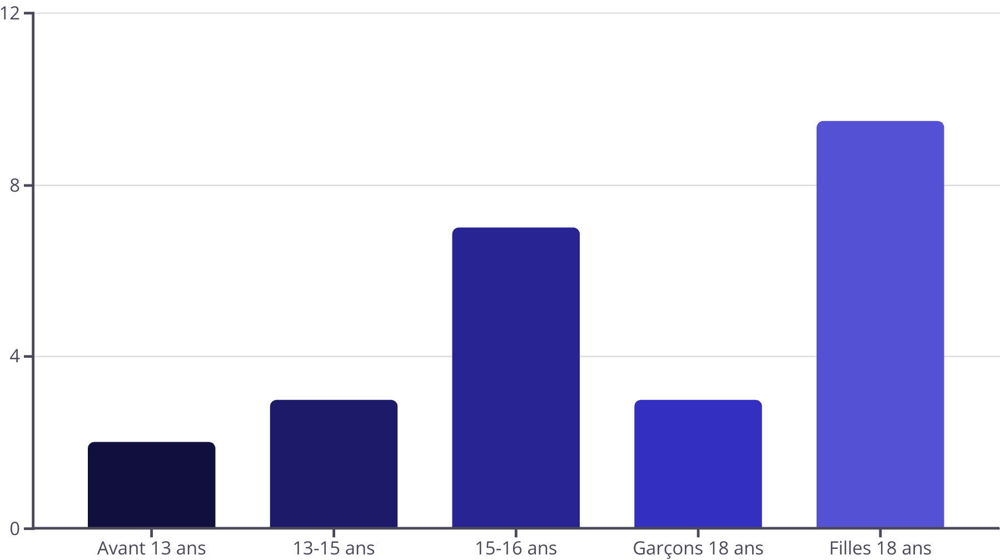 12
8
4
0
Avant 13 ans
13-15 ans
15-16 ans
Garçons 18 ans
Filles 18 ans